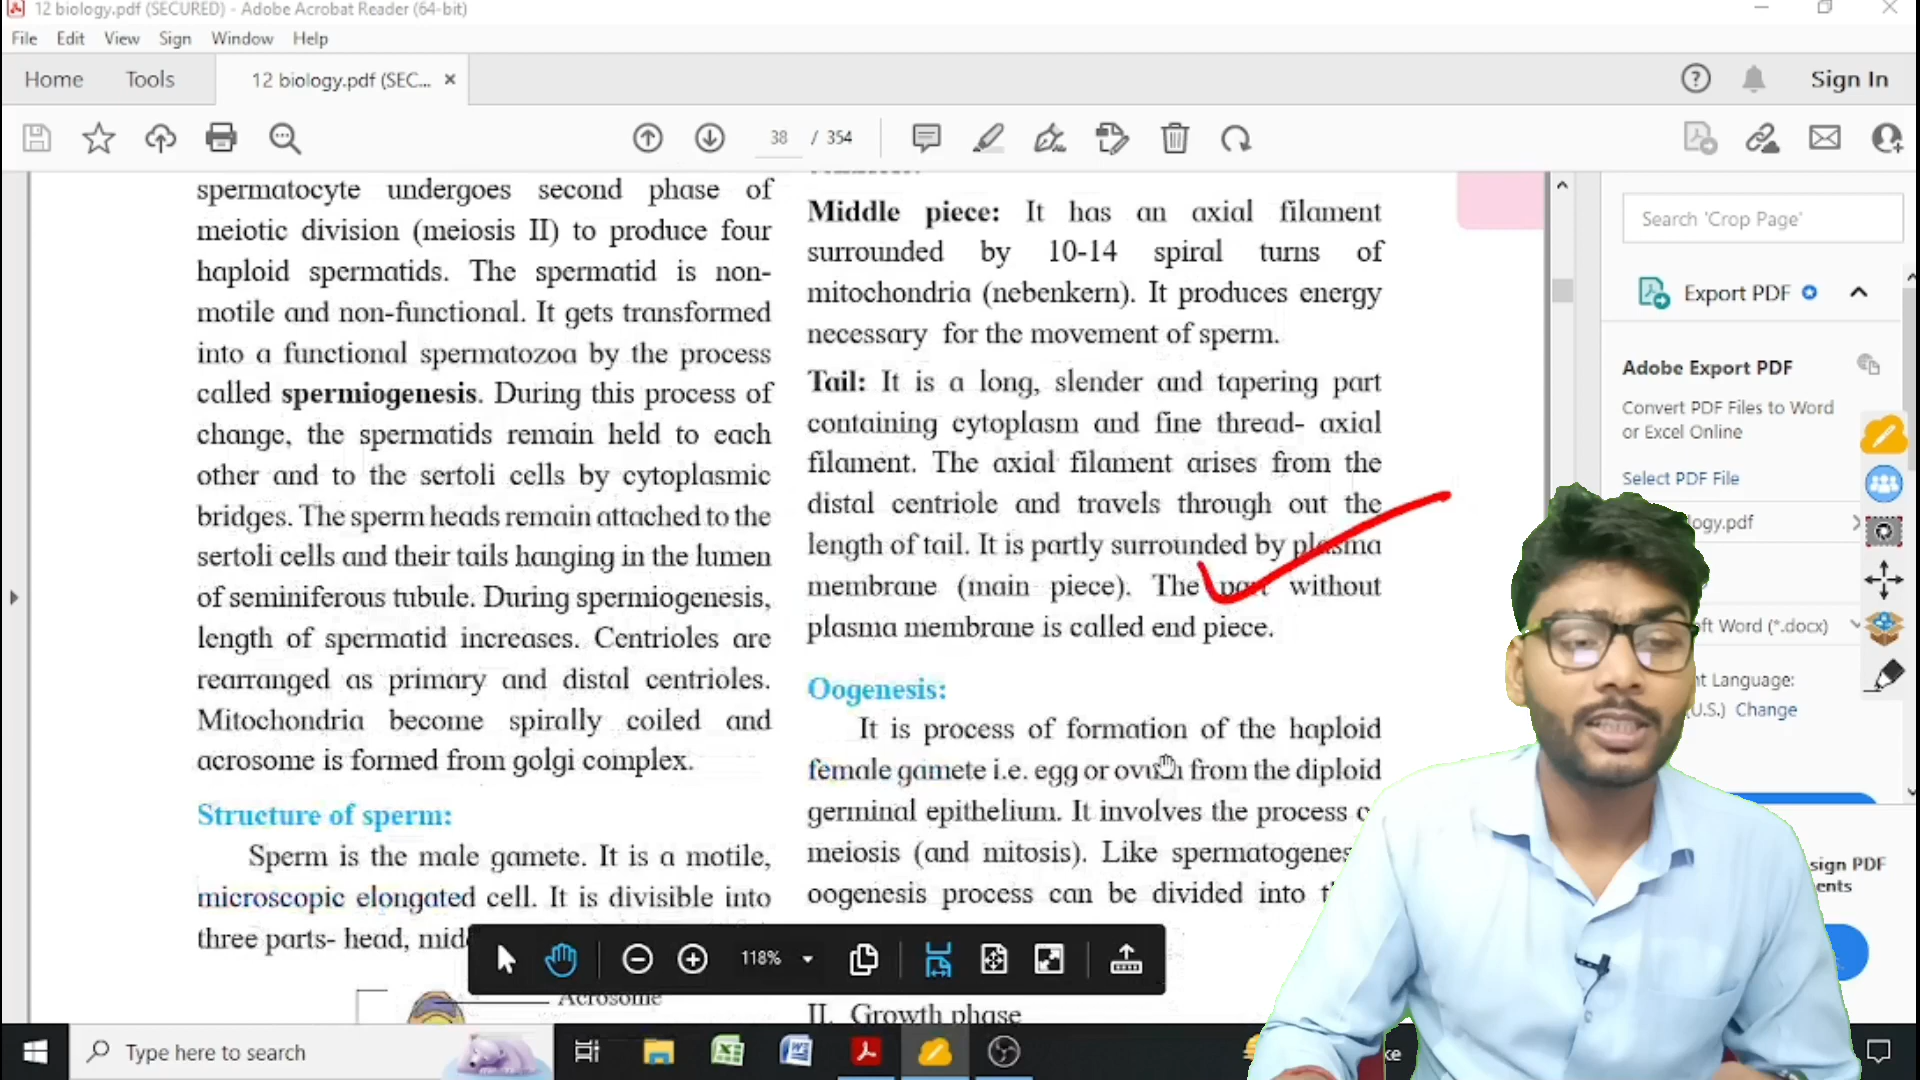 12 biology.pdf (SECURED) - Adobe Acrobat Reader (64-bit)
File Edit View Sign Window Help
Home Tools 12 biology.pdf (SEC... × Sign In
38 / 354
spermatocyte undergoes second phase of
meiotic division (meiosis II) to produce four
haploid spermatids. The spermatid is non-
motile and non-functional. It gets transformed
into a functional spermatozoa by the process
called spermiogenesis. During this process of
change, the spermatids remain held to each
other and to the sertoli cells by cytoplasmic
bridges. The sperm heads remain attached to the
sertoli cells and their tails hanging in the lumen
of seminiferous tubule. During spermiogenesis,
length of spermatid increases. Centrioles are
rearranged as primary and distal centrioles.
Mitochondria become spirally coiled and
acrosome is formed from golgi complex.
Structure of sperm:
Sperm is the male gamete. It is a motile,
microscopic elongated cell. It is divisible into
three parts- head,
Acrosome
Middle piece: It has an axial filament
surrounded by 10-14 spiral turns of
mitochondria (nebenkern). It produces energy
necessary for the movement of sperm.
Tail: It is a long, slender and tapering part
containing cytoplasm and fine thread- axial
filament. The axial filament arises from the
distal centriole and travels through out the
length of tail. It is partly surrounded by plasma
membrane (main piece). The part without
plasma membrane is called end piece.
Oogenesis:
It is process of formation of the haploid
female gamete i.e. egg or ovum from the diploid
germinal epithelium. It involves the process
meiosis (and mitosis). Like
oogenesis process can be divided into
II. Growth phase
Search 'Crop Page'
Export PDF
Adobe Export PDF
Convert PDF Files to Word
or Excel Online
Select PDF File
ogy.pdf
ft Word (*.docx)
Language:
(U.S.) Change
sign PDF
118%
Type here to search